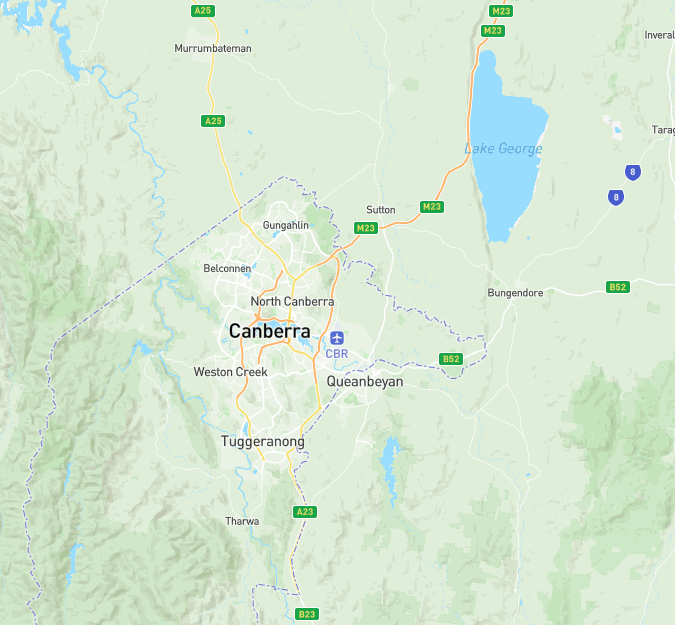 A25
M23
M23
Murrumbateman
Inveral
A25
Tarag
Lake George
8
8
M23
Sutton
M23
Gungahlin
Belconnen
B52
Bungendore
North Canberra
Canberra
CBR
B52
Weston Creek
Queanbeyan
Tuggeranong
A23
Tharwa
B23